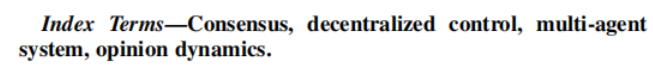 Index Terms—Consensus, decentralized control, multi-agent
system, opinion dynamics.